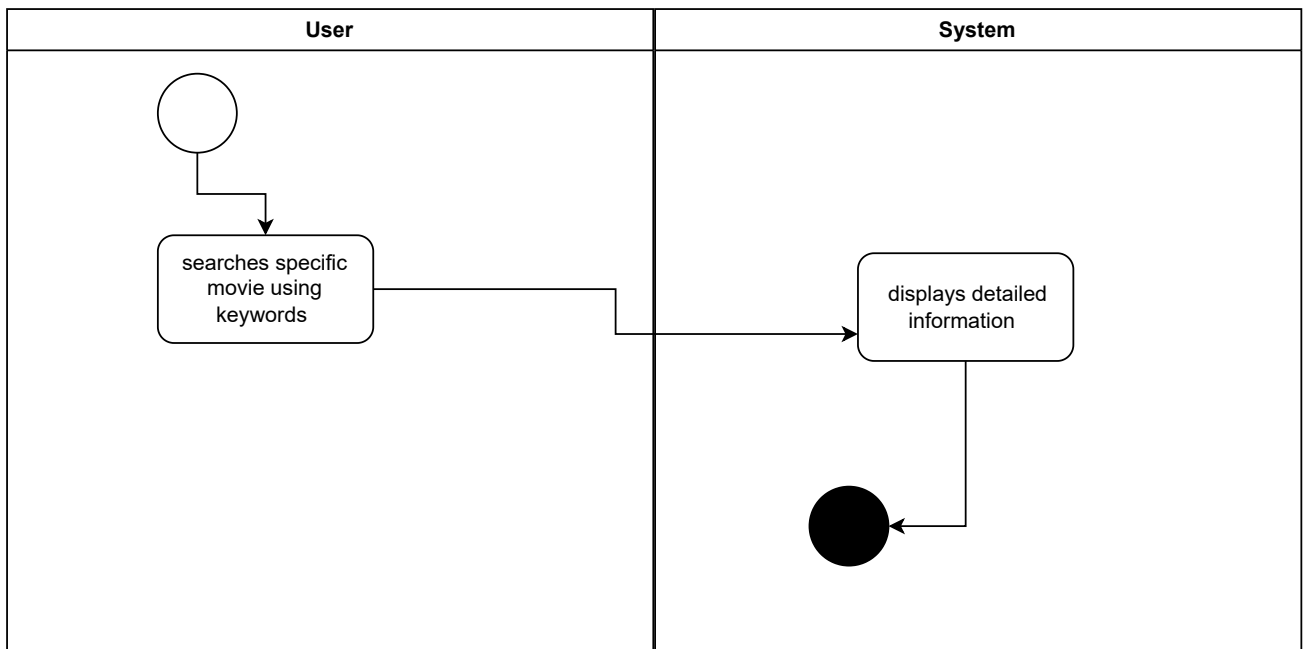 User
System
searches specific
movie using
keywords
displays detailed
information